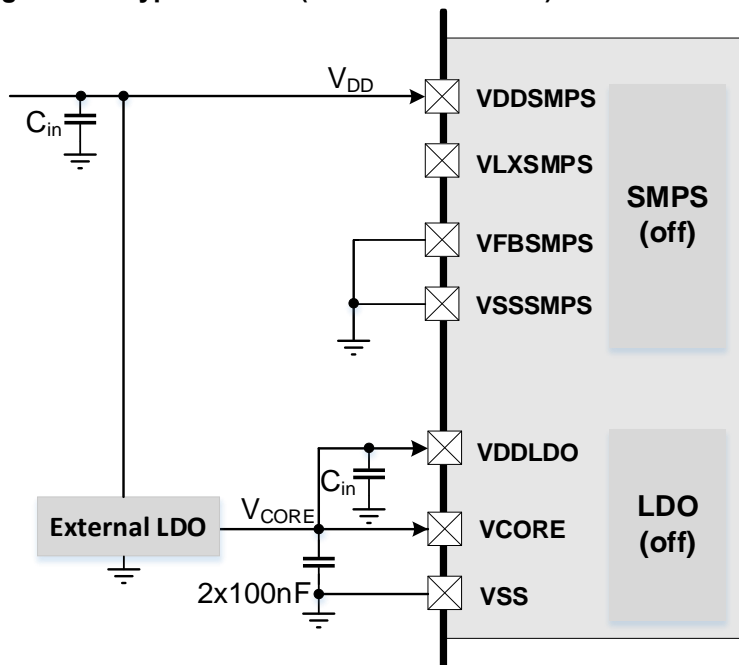 V_DD
C_in
VDDSMPS
VLXSMPS
VFBSMPS
VSSSMPS
SMPS
(off)
C_in
VDDLDO
External LDO
V_CORE
VCORE
LDO
(off)
2x100nF
VSS